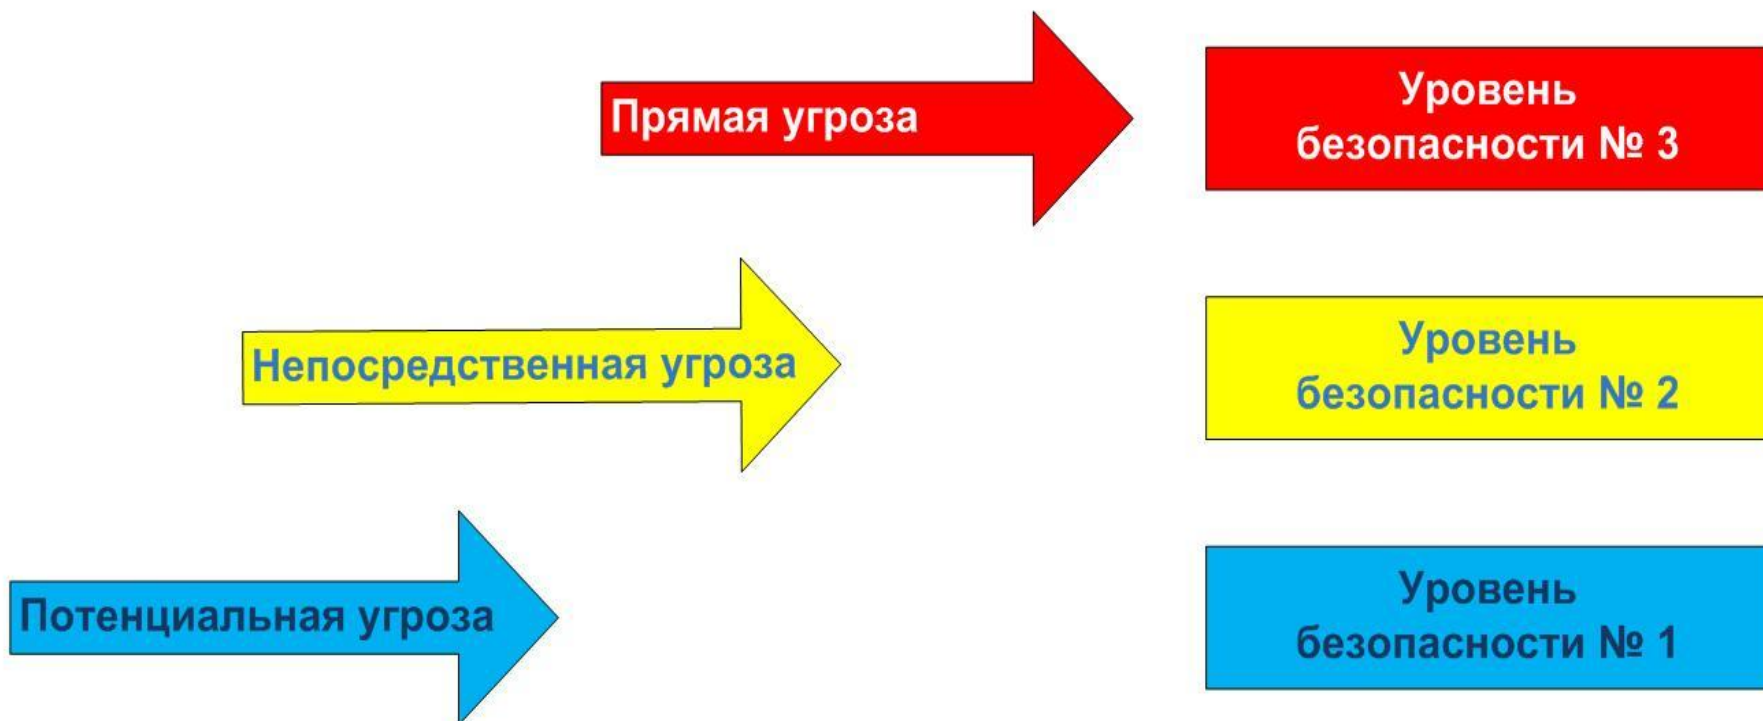 Прямая угроза
Уровень
безопасности № 3
Непосредственная угроза
Уровень
безопасности № 2
Потенциальная угроза
Уровень
безопасности № 1